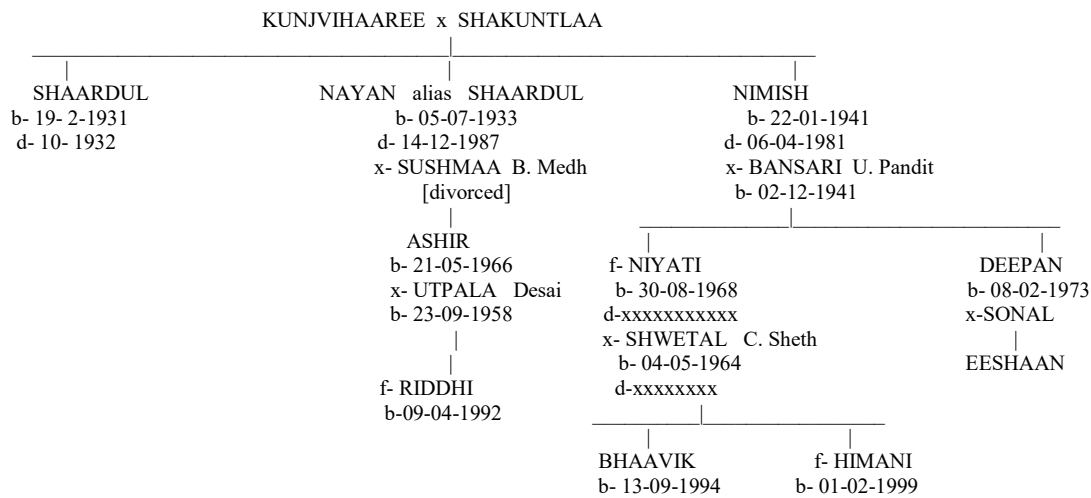 KUNJVIHAAREE x SHAKUNTLAA
SHAARDUL NAYAN alias SHAARDUL NIMISH
b- 19- 2-1931 b- 05-07-1933 b- 22-01-1941
d- 10- 1932 d- 14-12-1987 d- 06-04-1981
x- SUSHMAA B. Medh x- BANSARI U. Pandit
[divorced] b- 02-12-1941
ASHIR f- NIYATI DEEPAN
b- 21-05-1966 b- 30-08-1968 b- 08-02-1973
x- UTPALA Desai d-xxxxxxxxxxx x-SONAL
b- 23-09-1958 x- SHWETAL C. Sheth
b- 04-05-1964 EESHAAN
f- RIDDHI d-xxxxxxxx
b-09-04-1992
BHAAVIK f- HIMANI
b- 13-09-1994 b- 01-02-1999